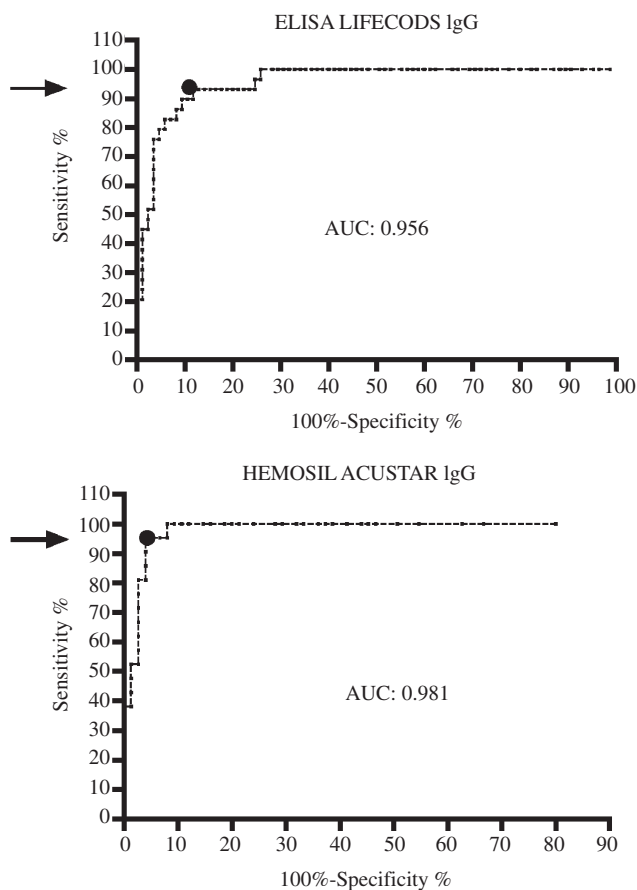 ELISA LIFECODS lgG
110
100
90
80
70
60
50
40
30
20
10
0
Sensitivity %
AUC: 0.956
0 10 20 30 40 50 60 70 80 90 100
100%-Specificity %
HEMOSIL ACUSTAR lgG
110
100
90
80
70
60
50
40
30
20
10
0
Sensitivity %
AUC: 0.981
0 10 20 30 40 50 60 70 80 90
100%-Specificity %